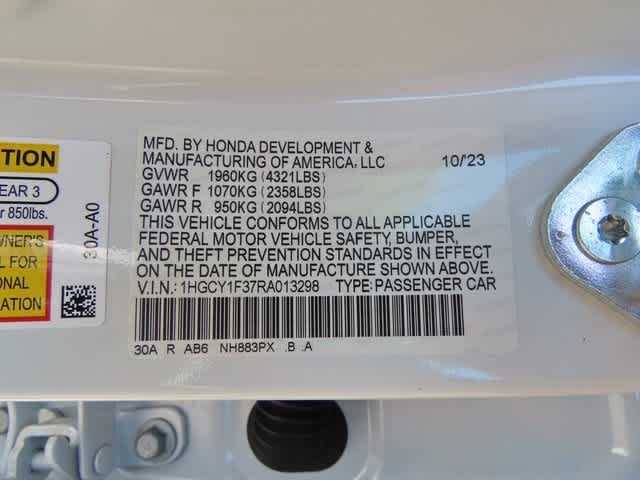 TION
EAR 3
r 850lbs.
NER'S
L FOR
ONAL
ATION
30A-A0
MFD. BY HONDA DEVELOPMENT &
MANUFACTURING OF AMERICA, LLC 10/23
GVWR 1960KG (4321LBS)
GAWR F 1070KG (2358LBS)
GAWR R 950KG (2094LBS)
THIS VEHICLE CONFORMS TO ALL APPLICABLE
FEDERAL MOTOR VEHICLE SAFETY, BUMPER,
AND THEFT PREVENTION STANDARDS IN EFFECT
ON THE DATE OF MANUFACTURE SHOWN ABOVE.
V.I.N.:1HGCY1F37RA013298 TYPE:PASSENGER CAR
30A R AB6 NH883PX .B .A